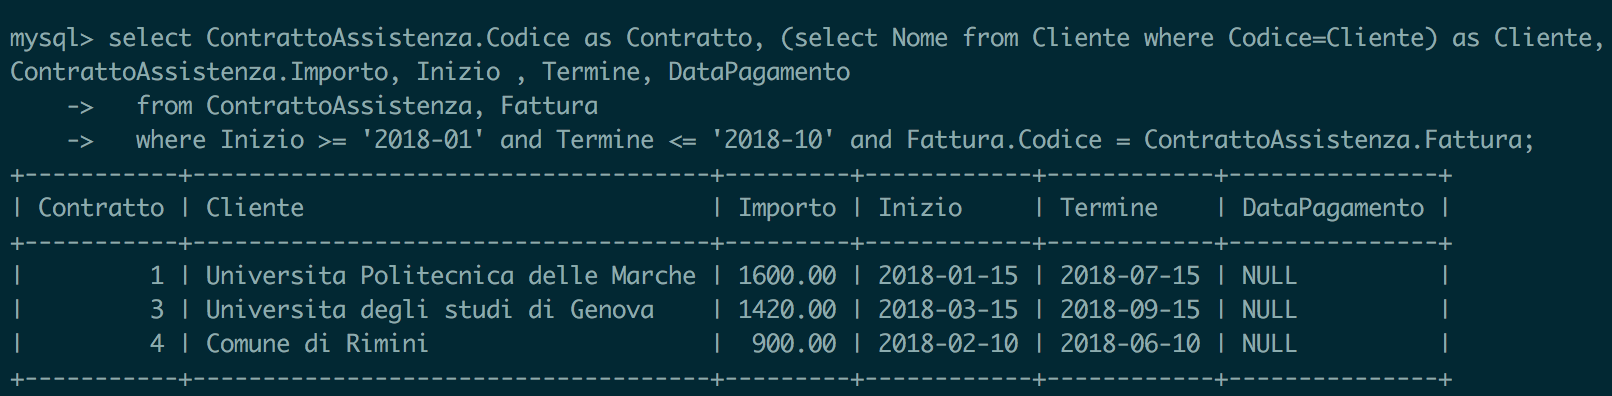 mysql> select ContrattoAssistenza.Codice as Contratto, (select Nome from Cliente where Codice=Cliente) as Cliente,
ContrattoAssistenza.Importo, Inizio , Termine, DataPagamento
    ->   from ContrattoAssistenza, Fattura
    ->   where Inizio >= '2018-01' and Termine <= '2018-10' and Fattura.Codice = ContrattoAssistenza.Fattura;
+-----------+-------------------------------------+---------+------------+------------+---------------+
| Contratto | Cliente                             | Importo | Inizio     | Termine    | DataPagamento |
+-----------+-------------------------------------+---------+------------+------------+---------------+
|         1 | Universita Politecnica delle Marche | 1600.00 | 2018-01-15 | 2018-07-15 | NULL          |
|         3 | Universita degli studi di Genova    | 1420.00 | 2018-03-15 | 2018-09-15 | NULL          |
|         4 | Comune di Rimini                    |  900.00 | 2018-02-10 | 2018-06-10 | NULL          |
+-----------+-------------------------------------+---------+------------+------------+---------------+